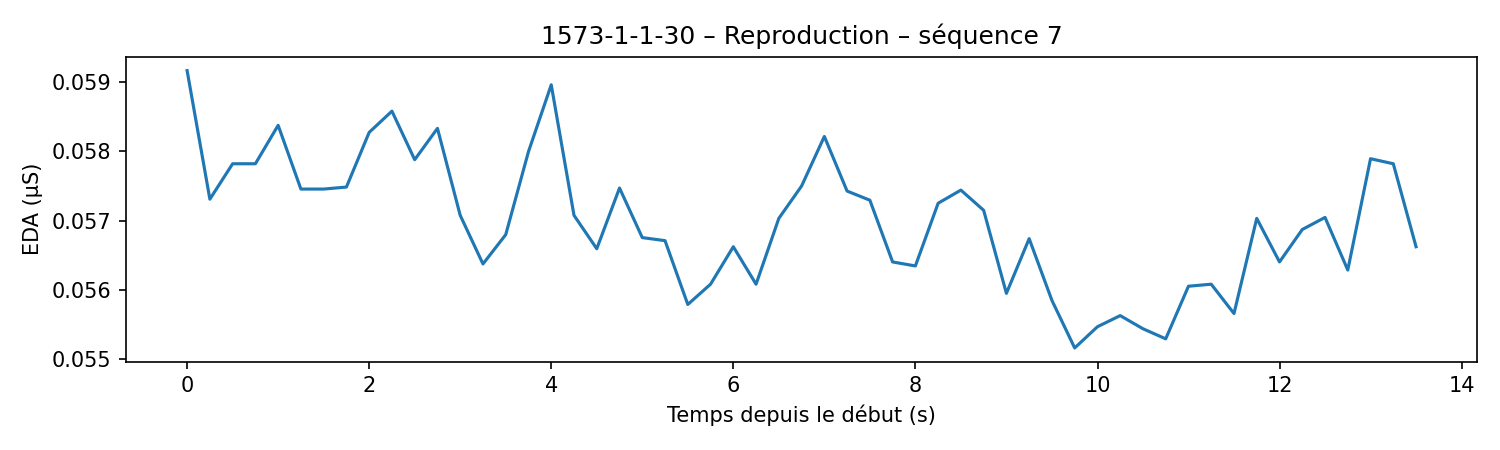 1573-1-1-30 – Reproduction – séquence 7
EDA (µS)
0.059
0.058
0.057
0.056
0.055
0 2 4 6 8 10 12 14
Temps depuis le début (s)